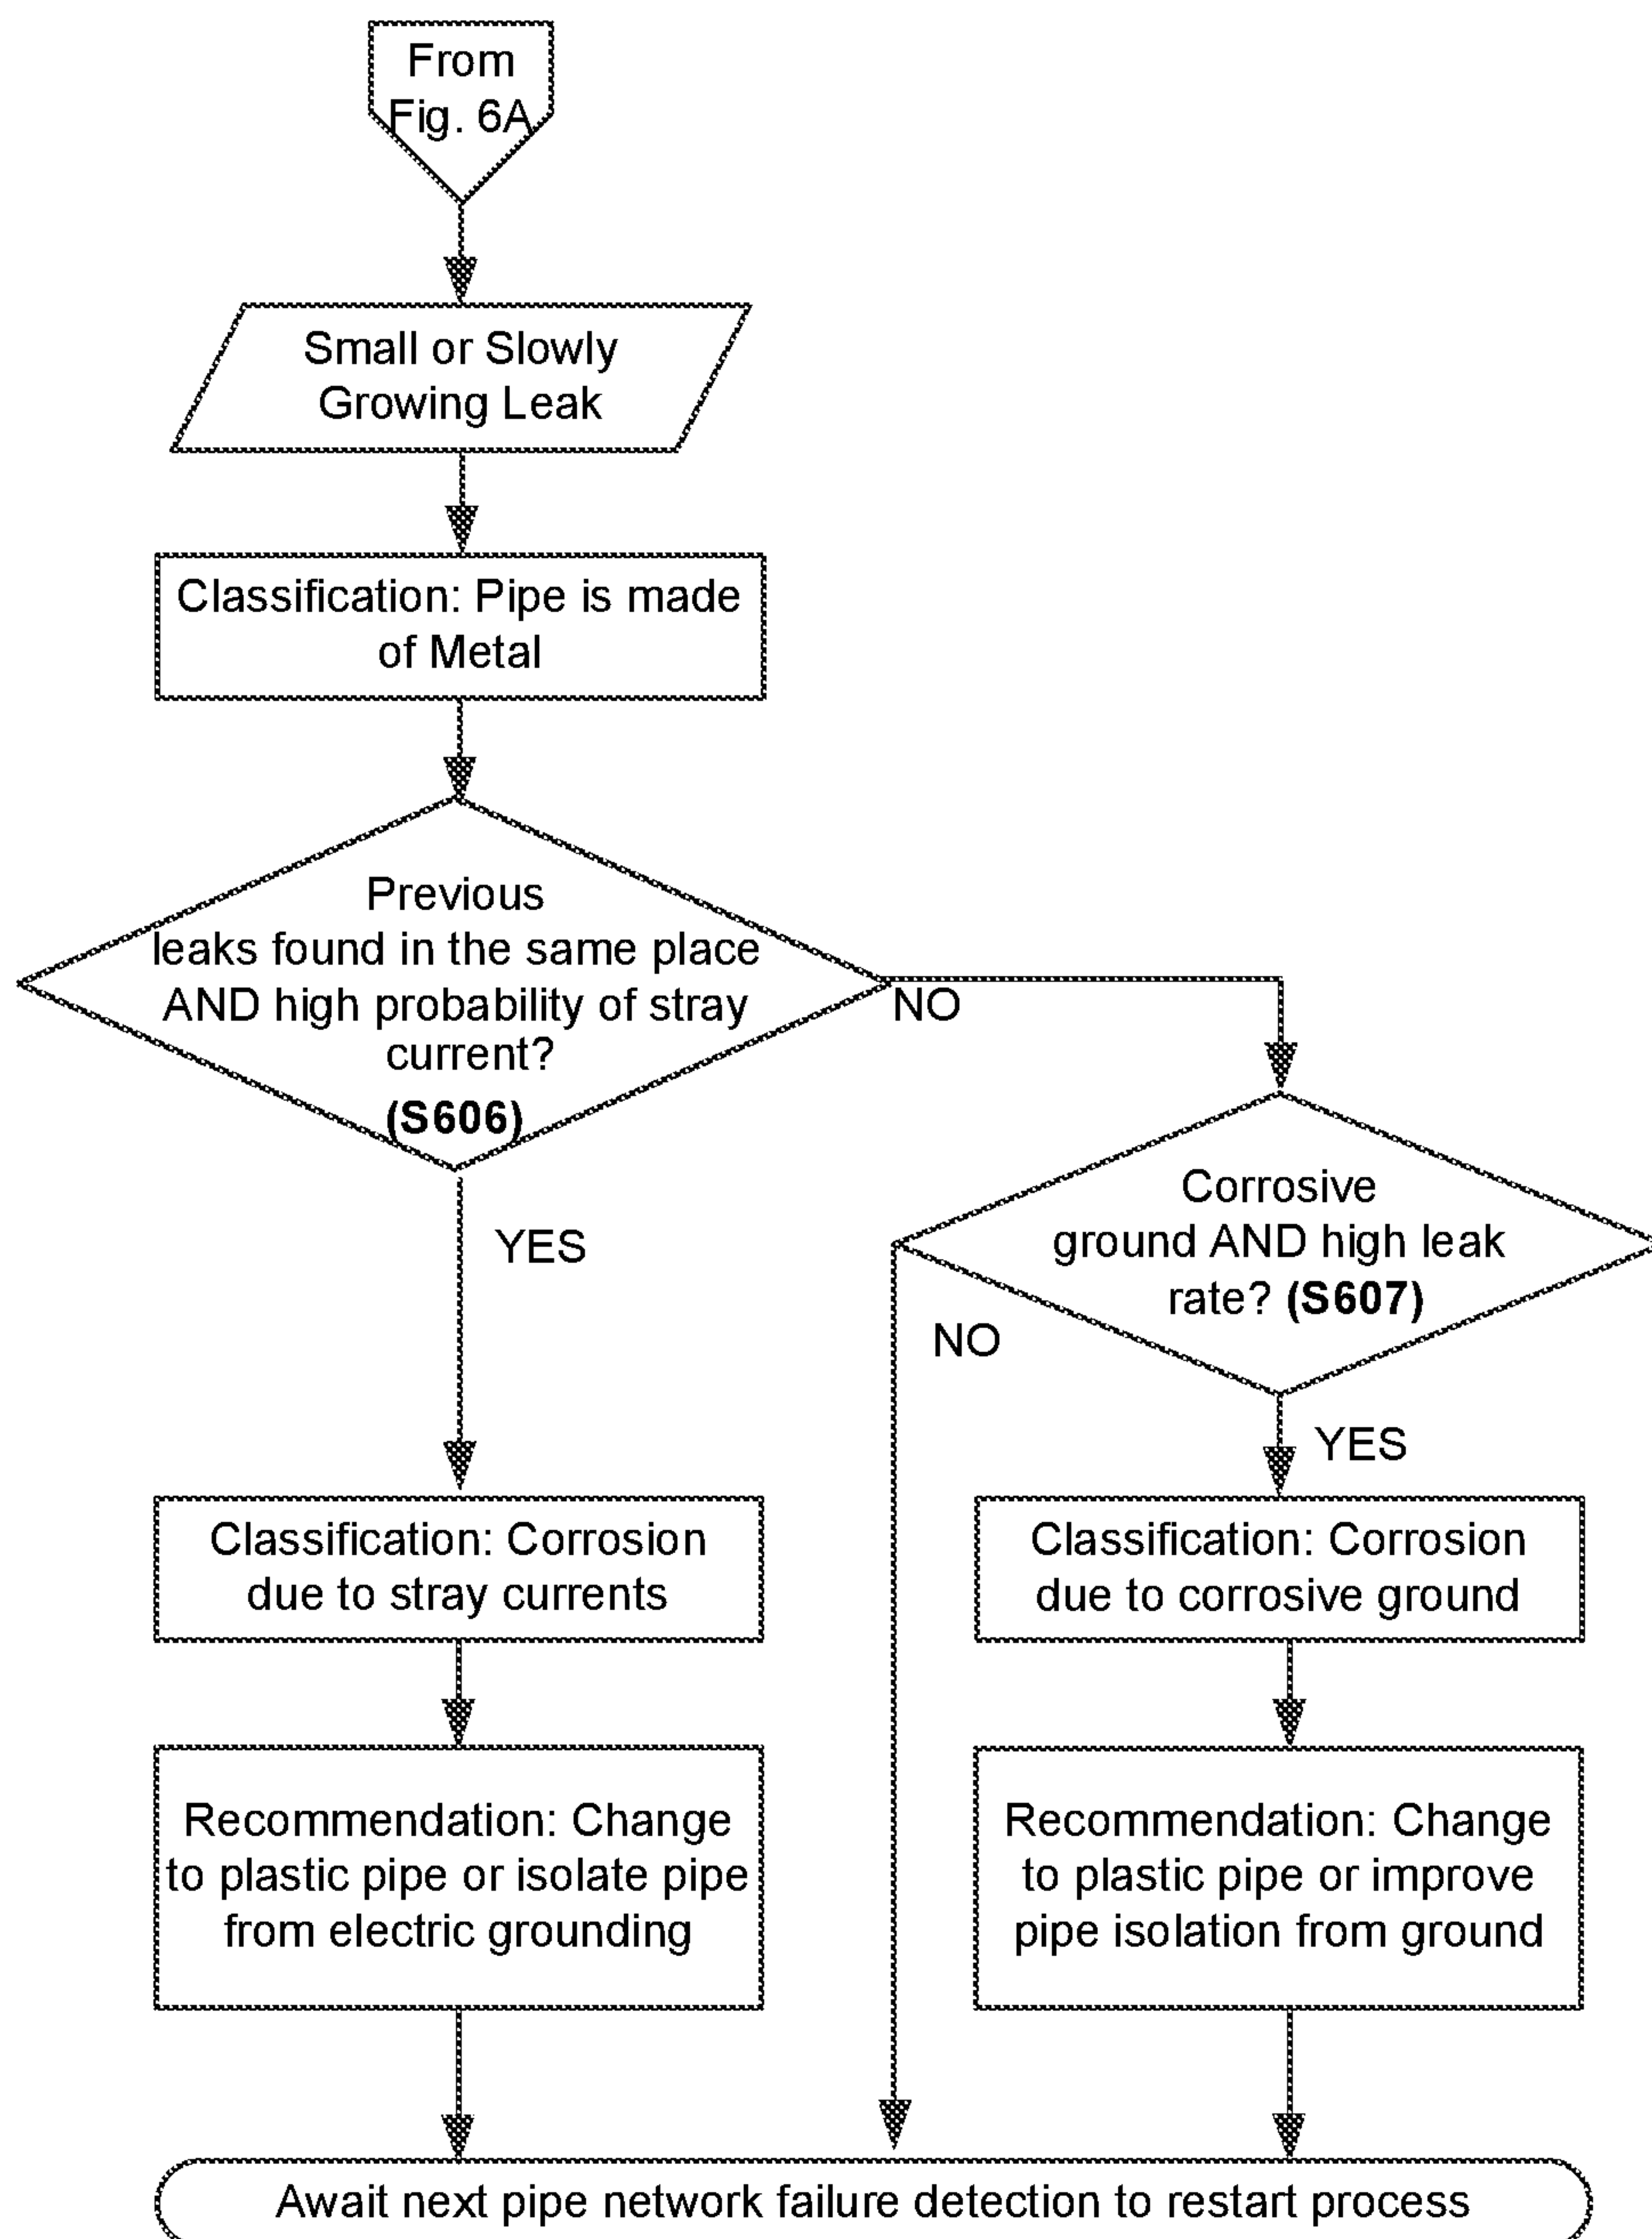 From
Fig. 6A
Small or Slowly
Growing Leak
Classification: Pipe is made
of Metal
Previous
leaks found in the same place
AND high probability of stray
current?
(S606)
NO
YES
Corrosive
ground AND high leak
rate? (S607)
NO
YES
Classification: Corrosion
due to stray currents
Classification: Corrosion
due to corrosive ground
Recommendation: Change
to plastic pipe or isolate pipe
from electric grounding
Recommendation: Change
to plastic pipe or improve
pipe isolation from ground
Await next pipe network failure detection to restart process